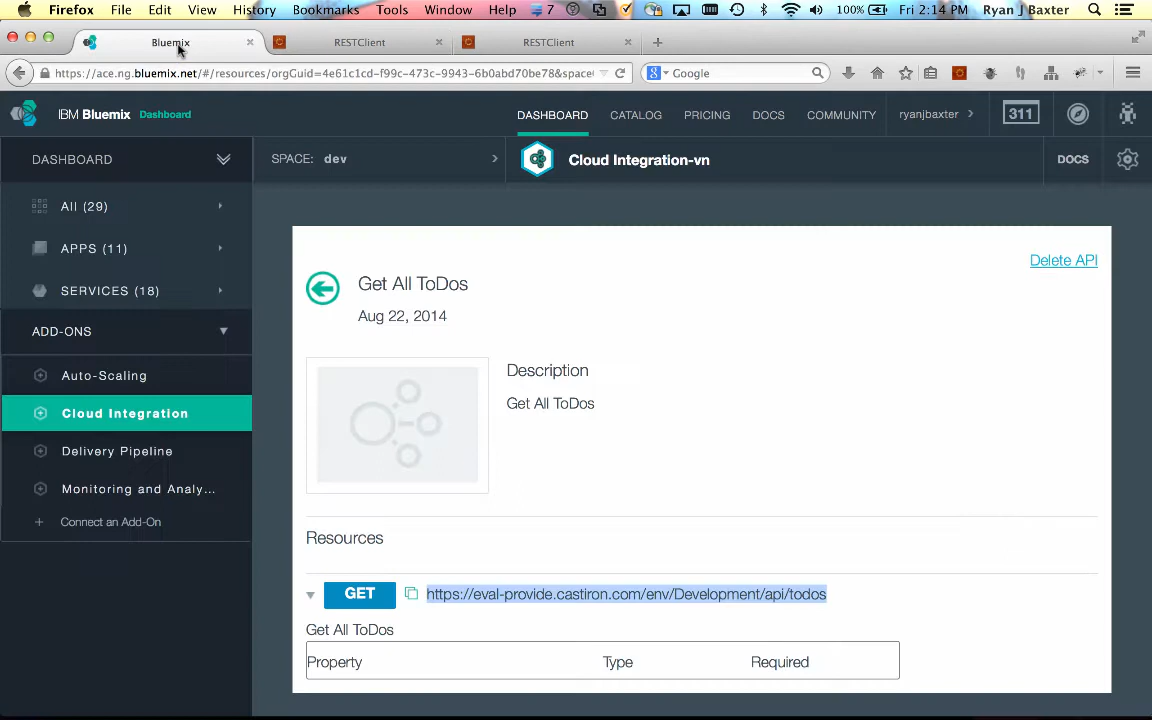 Firefox File Edit View History Bookmarks Tools Window Help 7 100% Fri 2:14 PM Ryan J Baxter
Bluemix RESTClient RESTClient
https://ace.ng.bluemix.net/#/resources/orgGuid=4e61c1cd-f99c-473c-9943-6b0abd70be78&space Google
IBM Bluemix Dashboard DASHBOARD CATALOG PRICING DOCS COMMUNITY ryanjbaxter 311
DASHBOARD SPACE: dev Cloud Integration-vn DOCS
All (29)
APPS (11)
SERVICES (18)
ADD-ONS
Auto-Scaling
Cloud Integration
Delivery Pipeline
Monitoring and Analy...
Connect an Add-On
Delete API
Get All ToDos
Aug 22, 2014
Description
Get All ToDos
Resources
GET https://eval-provide.castiron.com/env/Development/api/todos
Get All ToDos
Property Type Required